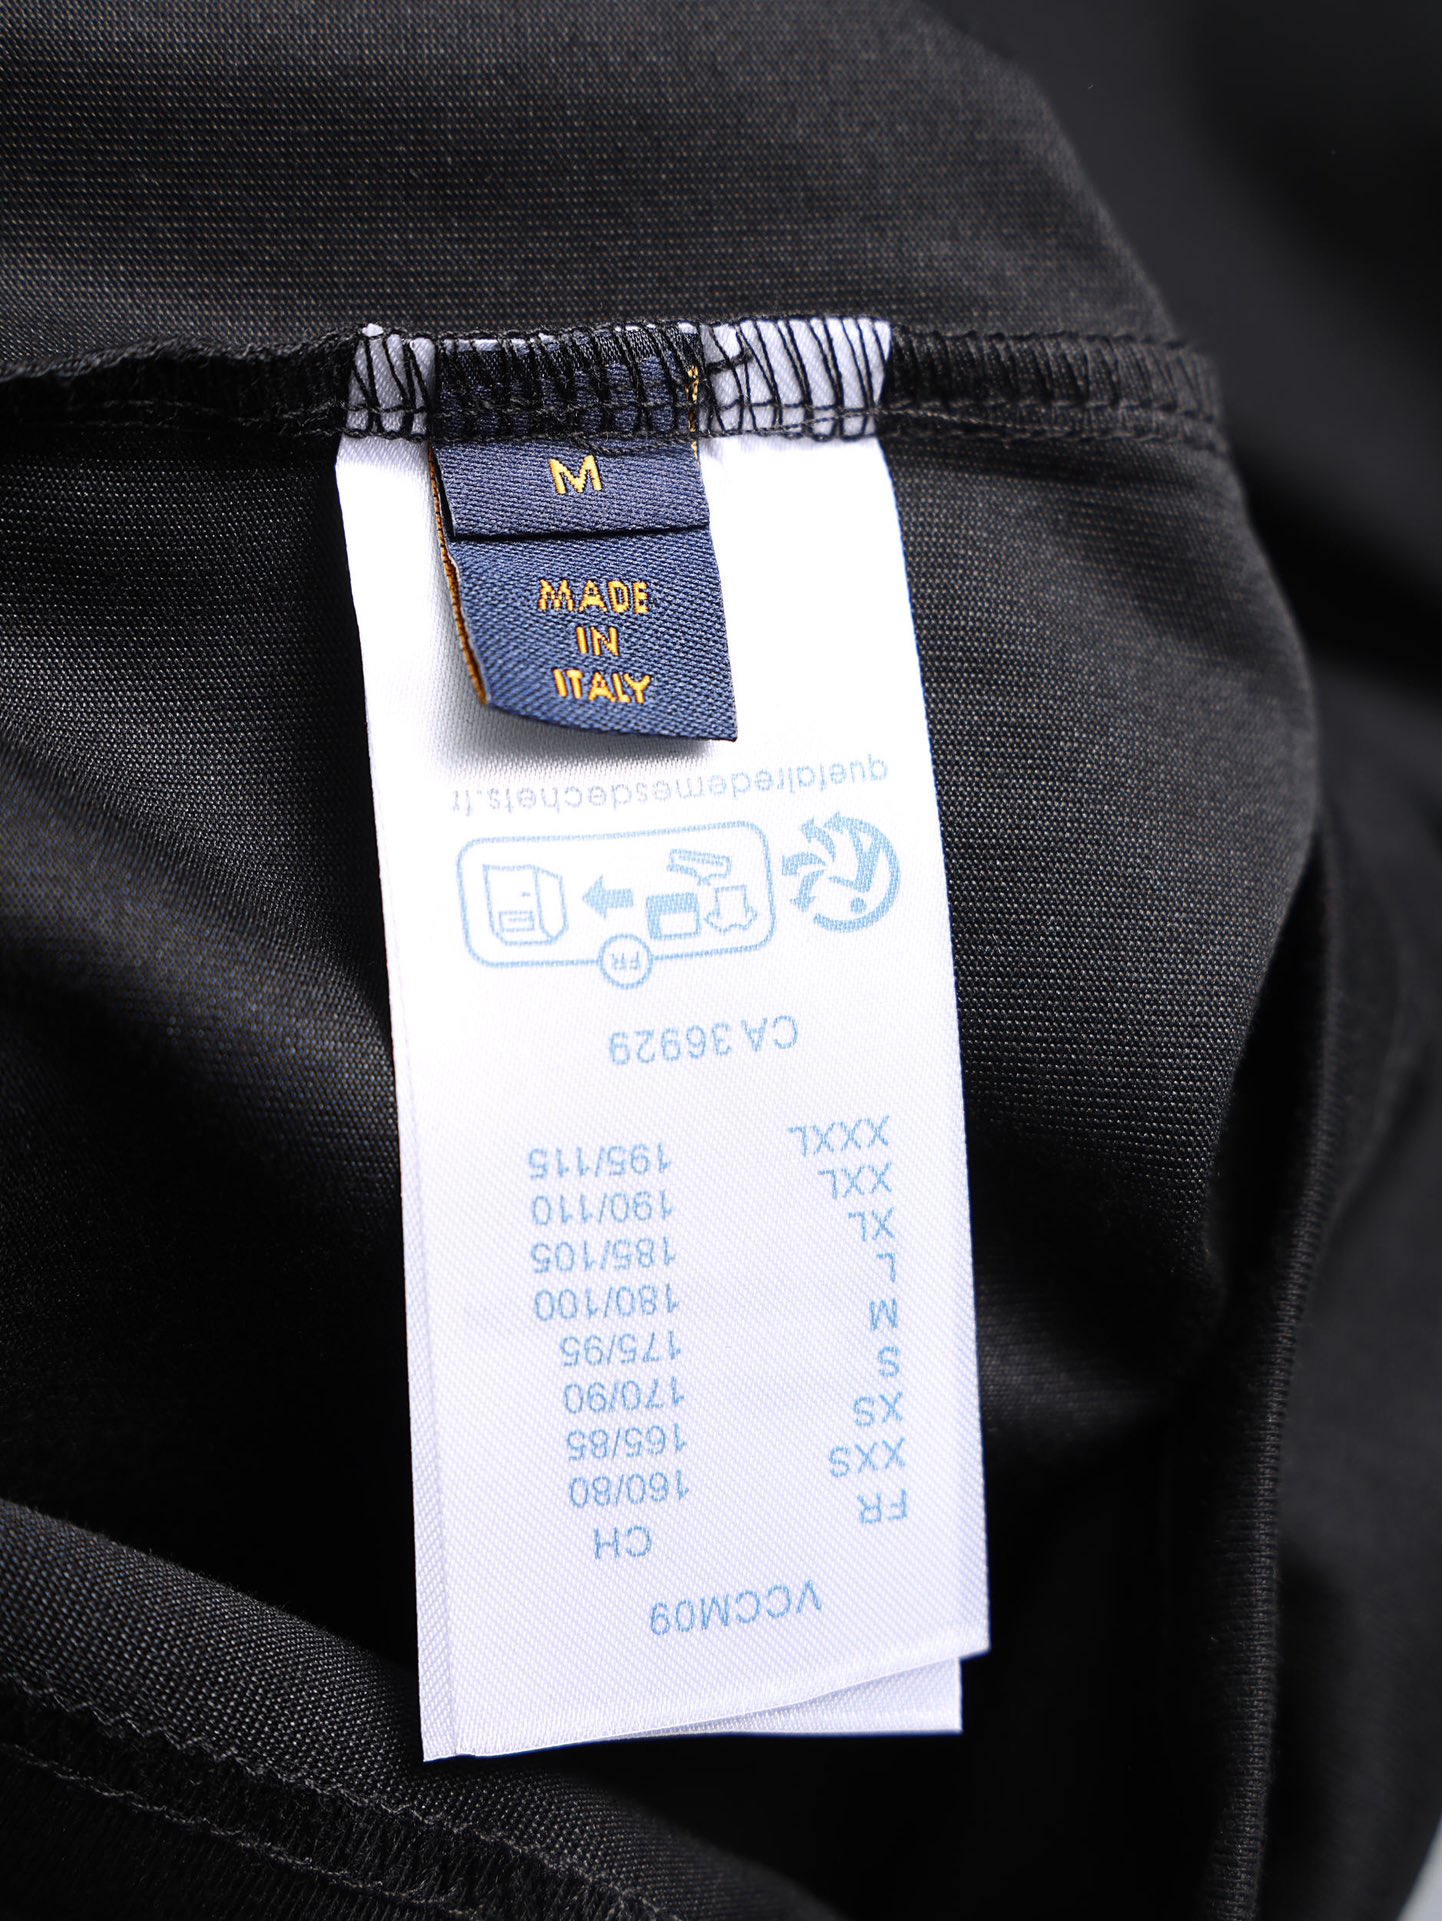 M
MADE
IN
ITALY
VCCM09
FR CH
XXS 160/80
XS 165/85
S 170/90
M 175/95
L 180/100
XL 185/105
XXL 190/110
XXXL 195/115
CA 36929
FR
quefairedemesdechets.fr